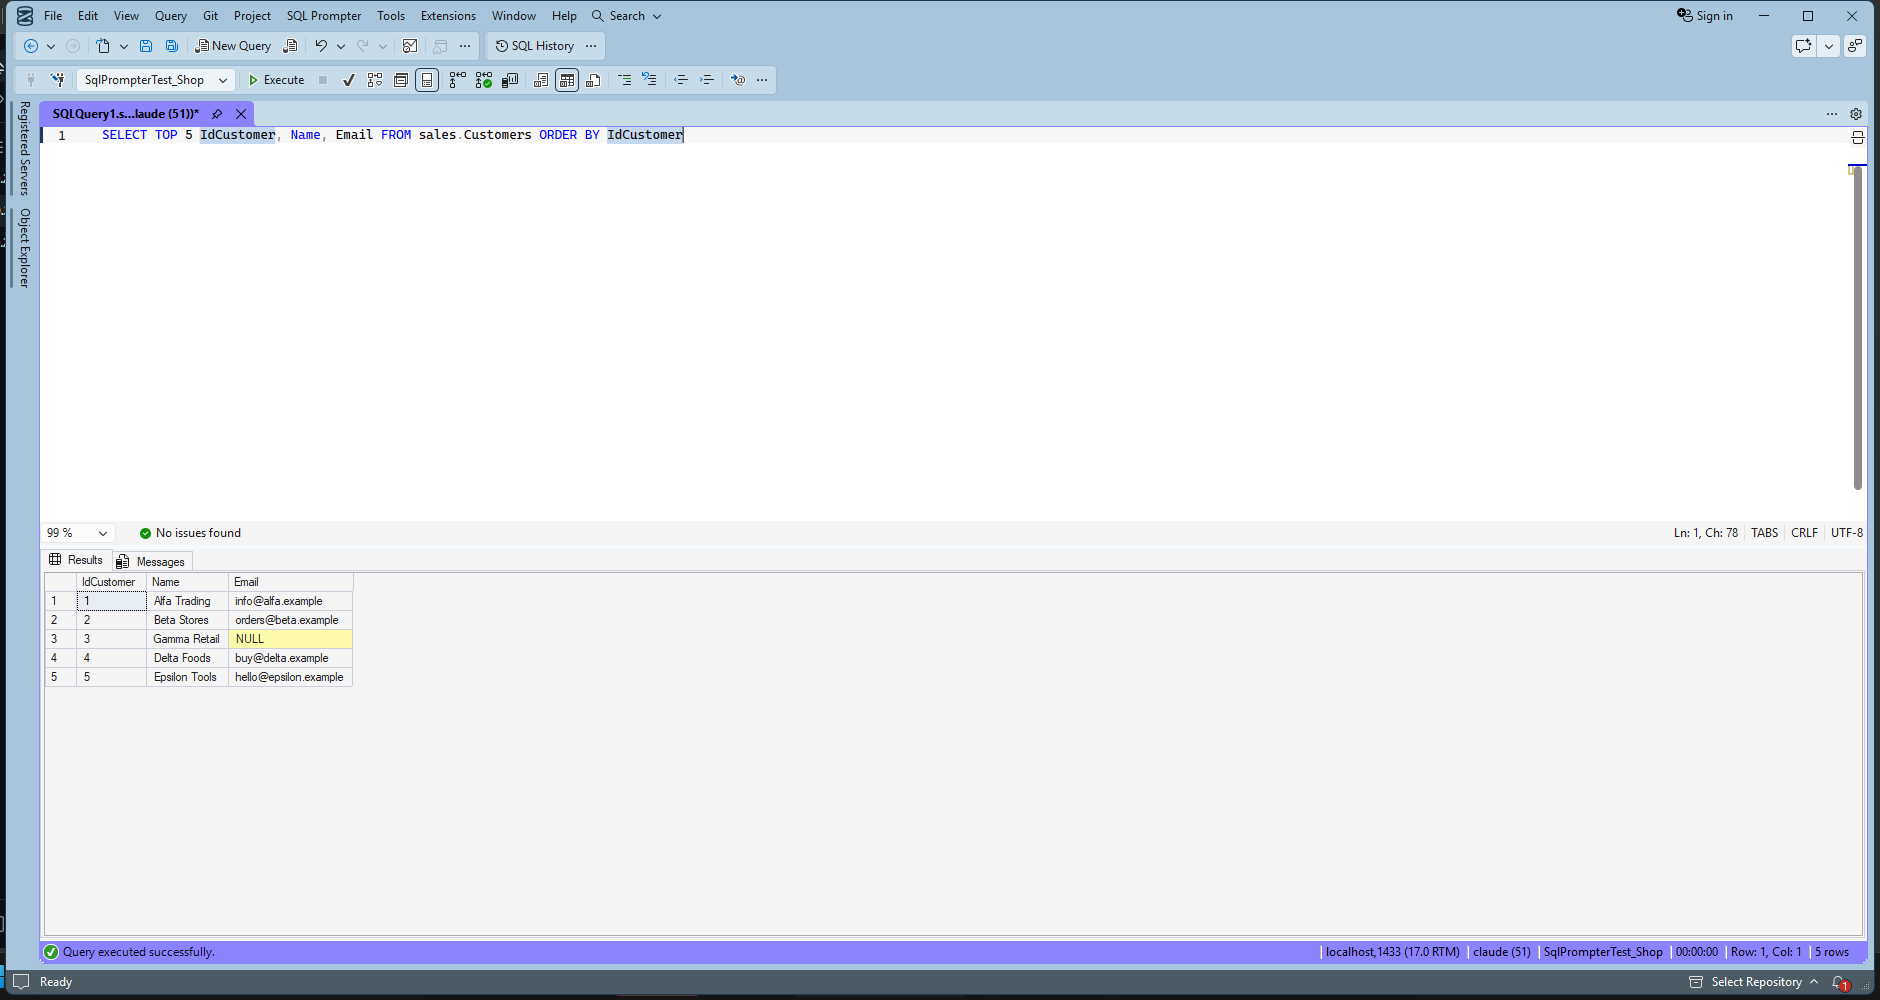 File Edit View Query Git Project SQL Prompter Tools Extensions Window Help Search Sign in
New Query SQL History
SqlPrompterTest_Shop Execute
Registered Servers
Object Explorer
SQLQuery1.s...laude (51))*
1 SELECT TOP 5 IdCustomer, Name, Email FROM sales.Customers ORDER BY IdCustomer
99 % No issues found Ln: 1, Ch: 78 TABS CRLF UTF-8
Results Messages
IdCustomer Name Email
1 1 Alfa Trading info@alfa.example
2 2 Beta Stores orders@beta.example
3 3 Gamma Retail NULL
4 4 Delta Foods buy@delta.example
5 5 Epsilon Tools hello@epsilon.example
Query executed successfully. localhost,1433 (17.0 RTM) claude (51) SqlPrompterTest_Shop 00:00:00 Row: 1, Col: 1 5 rows
Ready Select Repository 1